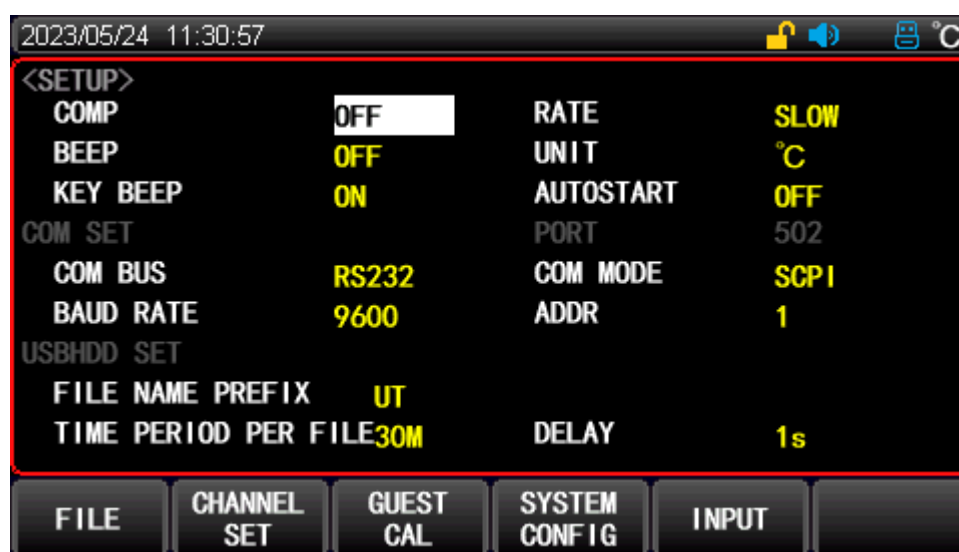 2023/05/24 11:30:57 °C
<SETUP>
COMP OFF RATE SLOW
BEEP OFF UNIT °C
KEY BEEP ON AUTOSTART OFF
COM SET PORT 502
COM BUS RS232 COM MODE SCPI
BAUD RATE 9600 ADDR 1
USBHDD SET
FILE NAME PREFIX UT
TIME PERIOD PER FILE30M DELAY 1s
FILE CHANNEL SET GUEST CAL SYSTEM CONFIG INPUT